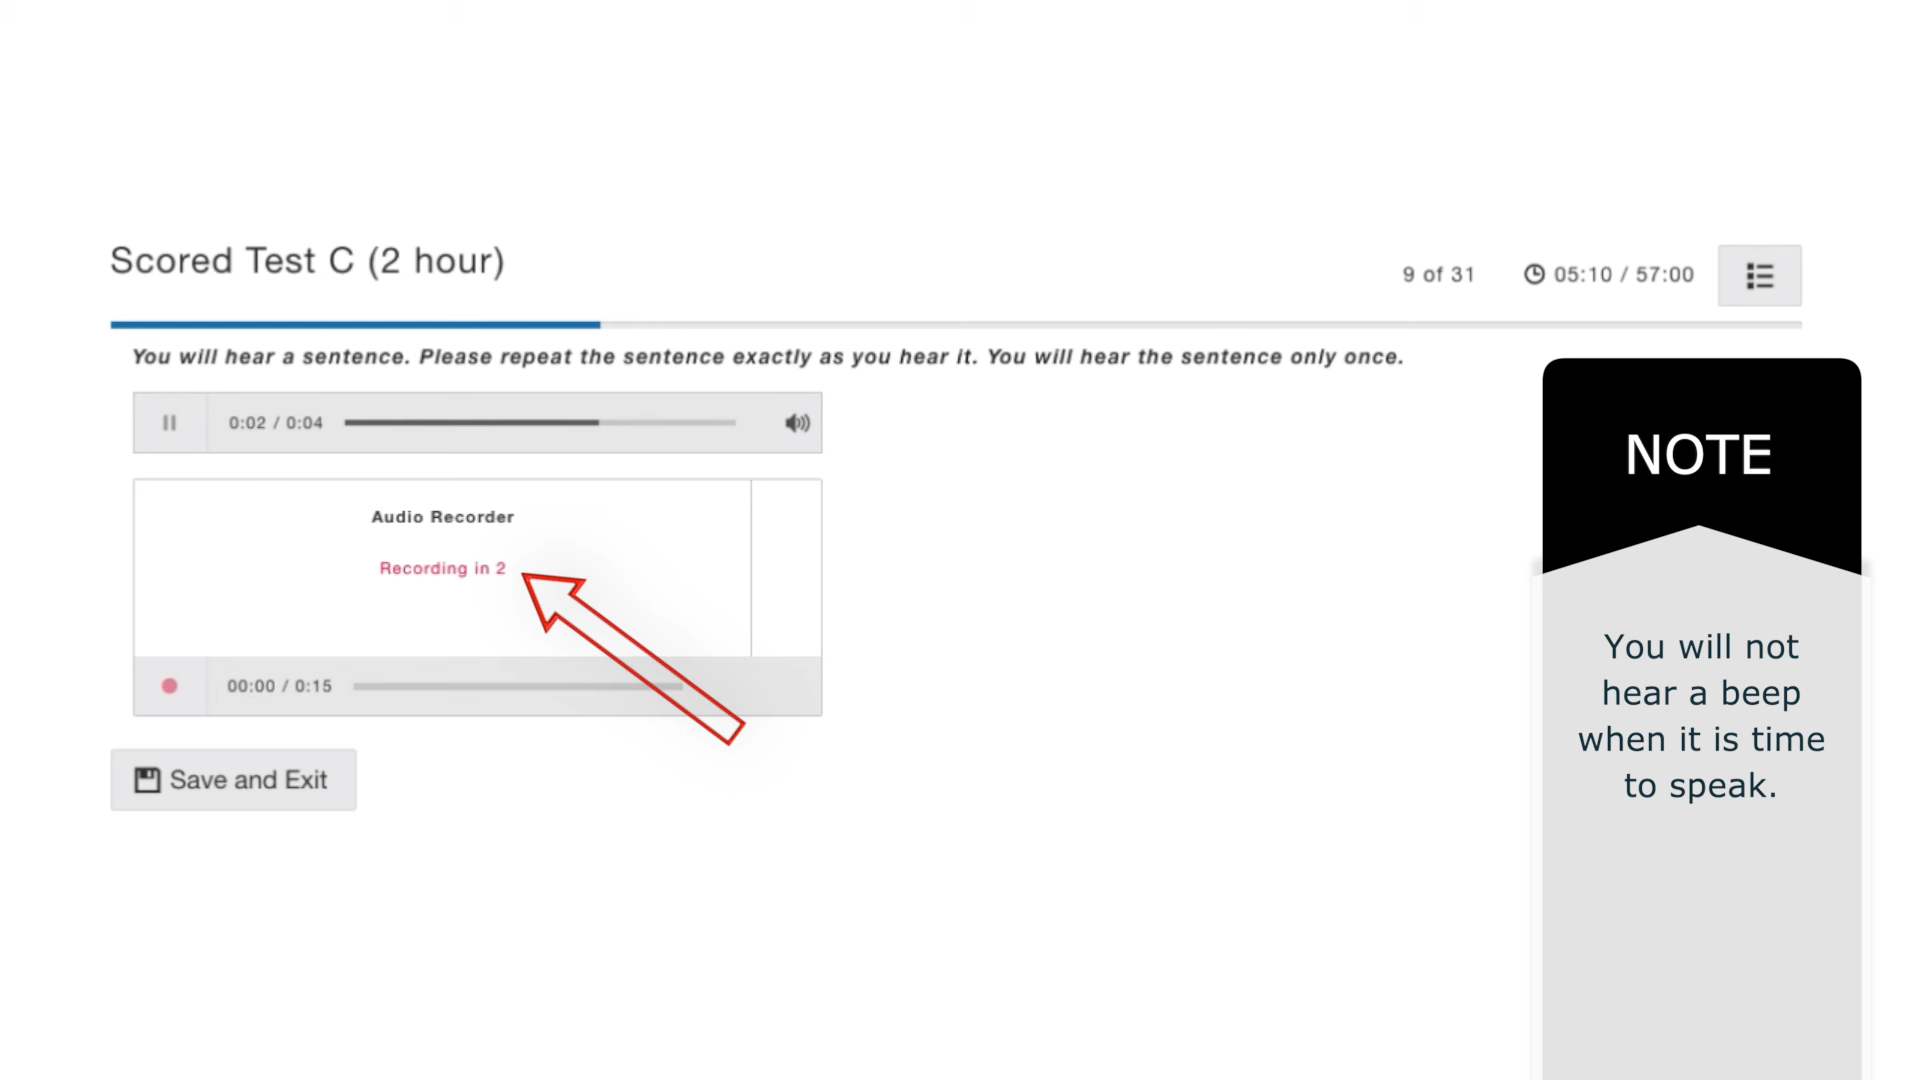 Scored Test C (2 hour)
9 of 31
05:10 / 57:00
You will hear a sentence. Please repeat the sentence exactly as you hear it. You will hear the sentence only once.
0:02 / 0:04
Audio Recorder
Recording in 2
00:00 / 0:15
Save and Exit
NOTE
You will not
hear a beep
when it is time
to speak.